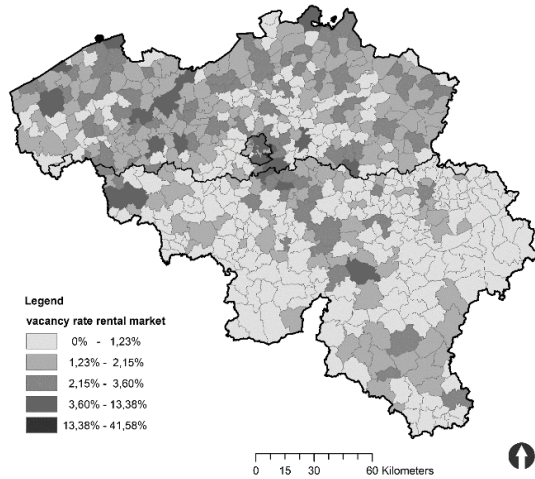 Legend
vacancy rate rental market
0% - 1,23%
1,23% - 2,15%
2,15% - 3,60%
3,60% - 13,38%
13,38% - 41,58%
0 15 30 60 Kilometers